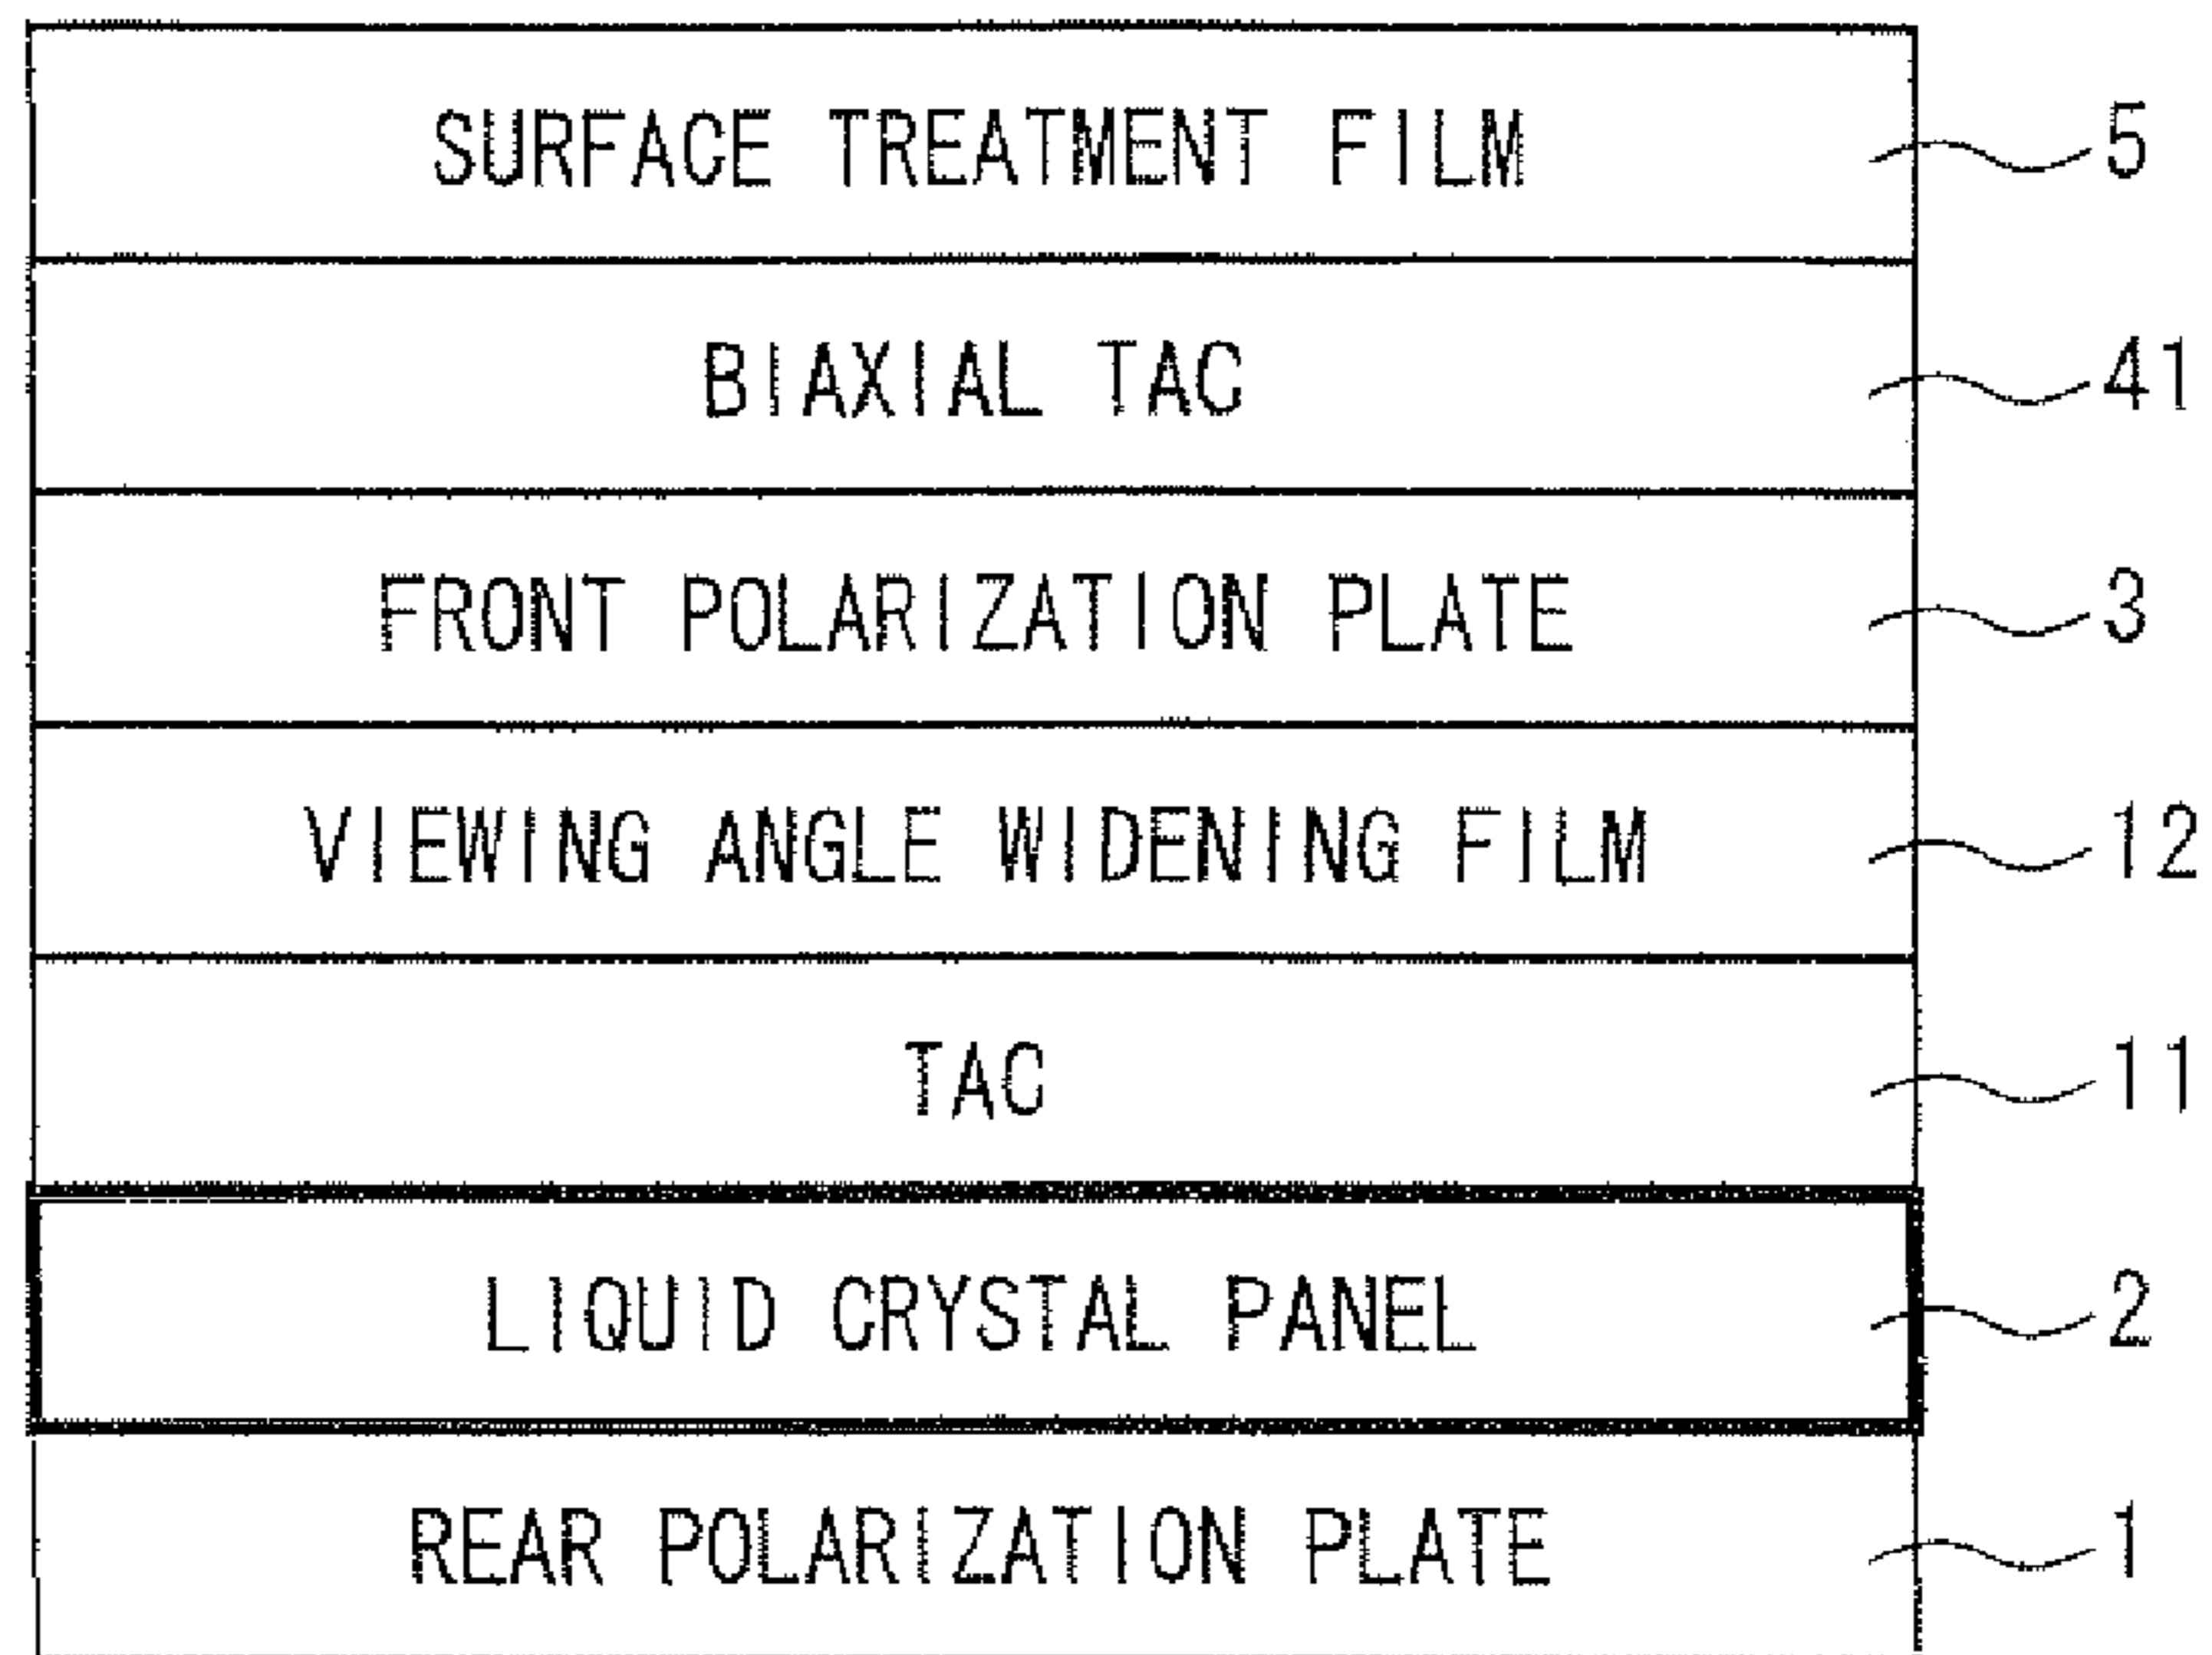 SURFACE TREATMENT FILM 5
BIAXIAL TAC 41
FRONT POLARIZATION PLATE 3
VIEWING ANGLE WIDENING FILM 12
TAC 11
LIQUID CRYSTAL PANEL 2
REAR POLARIZATION PLATE 1